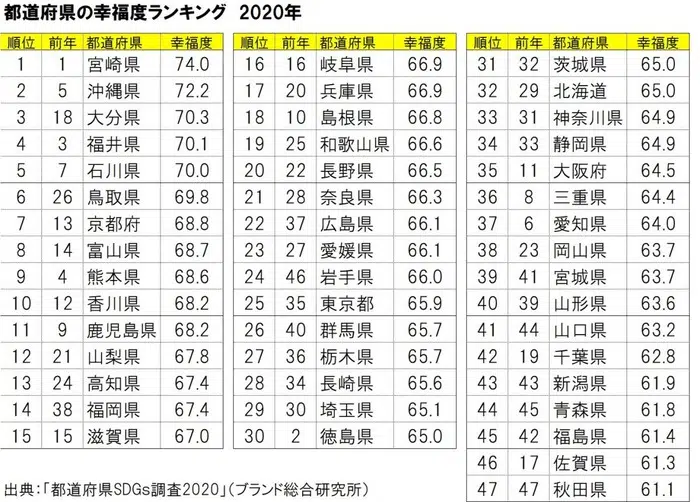 都道府県の幸福度ランキング 2020年
順位 前年 都道府県 幸福度
1 1 宮崎県 74.0
2 5 沖縄県 72.2
3 18 大分県 70.3
4 3 福井県 70.1
5 7 石川県 70.0
6 26 鳥取県 69.8
7 13 京都府 68.8
8 14 富山県 68.7
9 4 熊本県 68.6
10 12 香川県 68.2
11 9 鹿児島県 68.2
12 21 山梨県 67.8
13 24 高知県 67.4
14 38 福岡県 67.4
15 15 滋賀県 67.0
順位 前年 都道府県 幸福度
16 16 岐阜県 66.9
17 20 兵庫県 66.9
18 10 島根県 66.8
19 25 和歌山県 66.6
20 22 長野県 66.5
21 28 奈良県 66.3
22 37 広島県 66.1
23 27 愛媛県 66.1
24 46 岩手県 66.0
25 35 東京都 65.9
26 40 群馬県 65.7
27 36 栃木県 65.7
28 34 長崎県 65.6
29 30 埼玉県 65.1
30 2 徳島県 65.0
順位 前年 都道府県 幸福度
31 32 茨城県 65.0
32 29 北海道 65.0
33 31 神奈川県 64.9
34 33 静岡県 64.9
35 11 大阪府 64.5
36 8 三重県 64.4
37 6 愛知県 64.0
38 23 岡山県 63.7
39 41 宮城県 63.7
40 39 山形県 63.6
41 44 山口県 63.2
42 19 千葉県 62.8
43 43 新潟県 61.9
44 45 青森県 61.8
45 42 福島県 61.4
46 17 佐賀県 61.3
47 47 秋田県 61.1
出典：「都道府県SDGs調査2020」（ブランド総合研究所）